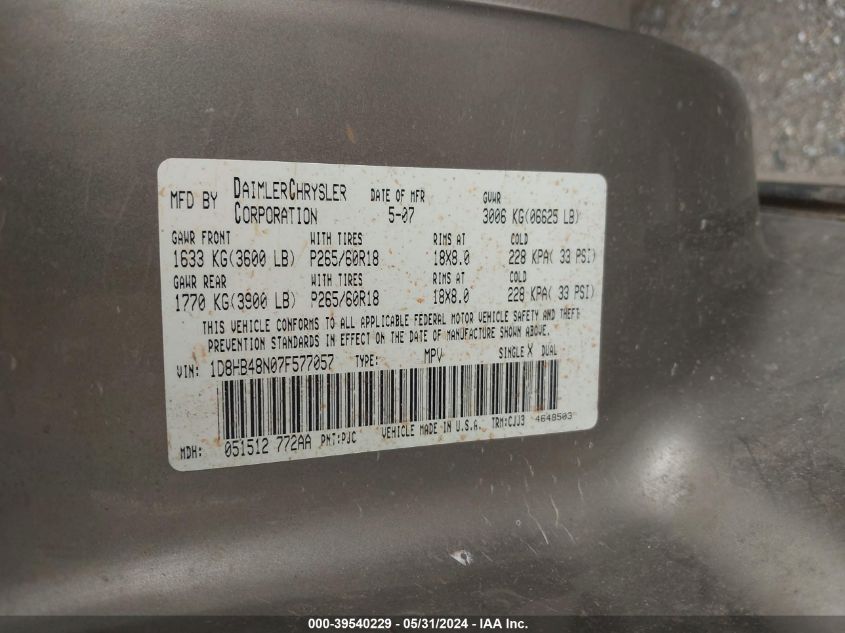 MFD BY DAIMLERCHRYSLER CORPORATION DATE OF MFR 5-07 GVWR 3006 KG(06625 LB)
GAWR FRONT WITH TIRES RIMS AT COLD
1633 KG(3600 LB) P265/60R18 18X8.0 228 KPA( 33 PSI)
GAWR REAR WITH TIRES RIMS AT COLD
1770 KG(3900 LB) P265/60R18 18X8.0 228 KPA( 33 PSI)
THIS VEHICLE CONFORMS TO ALL APPLICABLE FEDERAL MOTOR VEHICLE SAFETY AND THEFT
PREVENTION STANDARDS IN EFFECT ON THE DATE OF MANUFACTURE SHOWN ABOVE.
VIN: 1D8HB48N07F577057 TYPE: MPV SINGLE X DUAL
MDH: 051512 772AA PNT:PJC VEHICLE MADE IN U.S.A. TRM:CJJ3 4648503
000-39540229 - 05/31/2024 - IAA Inc.